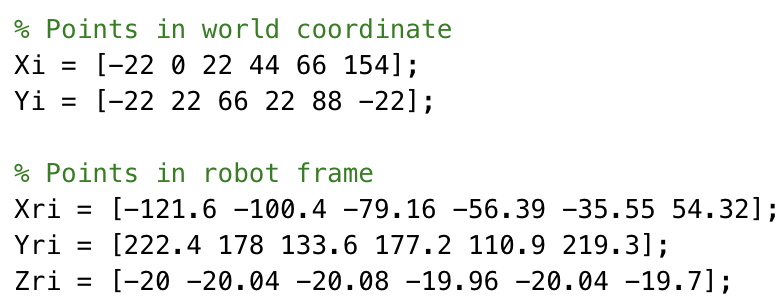 % Points in world coordinate
Xi = [-22 0 22 44 66 154];
Yi = [-22 22 66 22 88 -22];
% Points in robot frame
Xri = [-121.6 -100.4 -79.16 -56.39 -35.55 54.32];
Yri = [222.4 178 133.6 177.2 110.9 219.3];
Zri = [-20 -20.04 -20.08 -19.96 -20.04 -19.7];